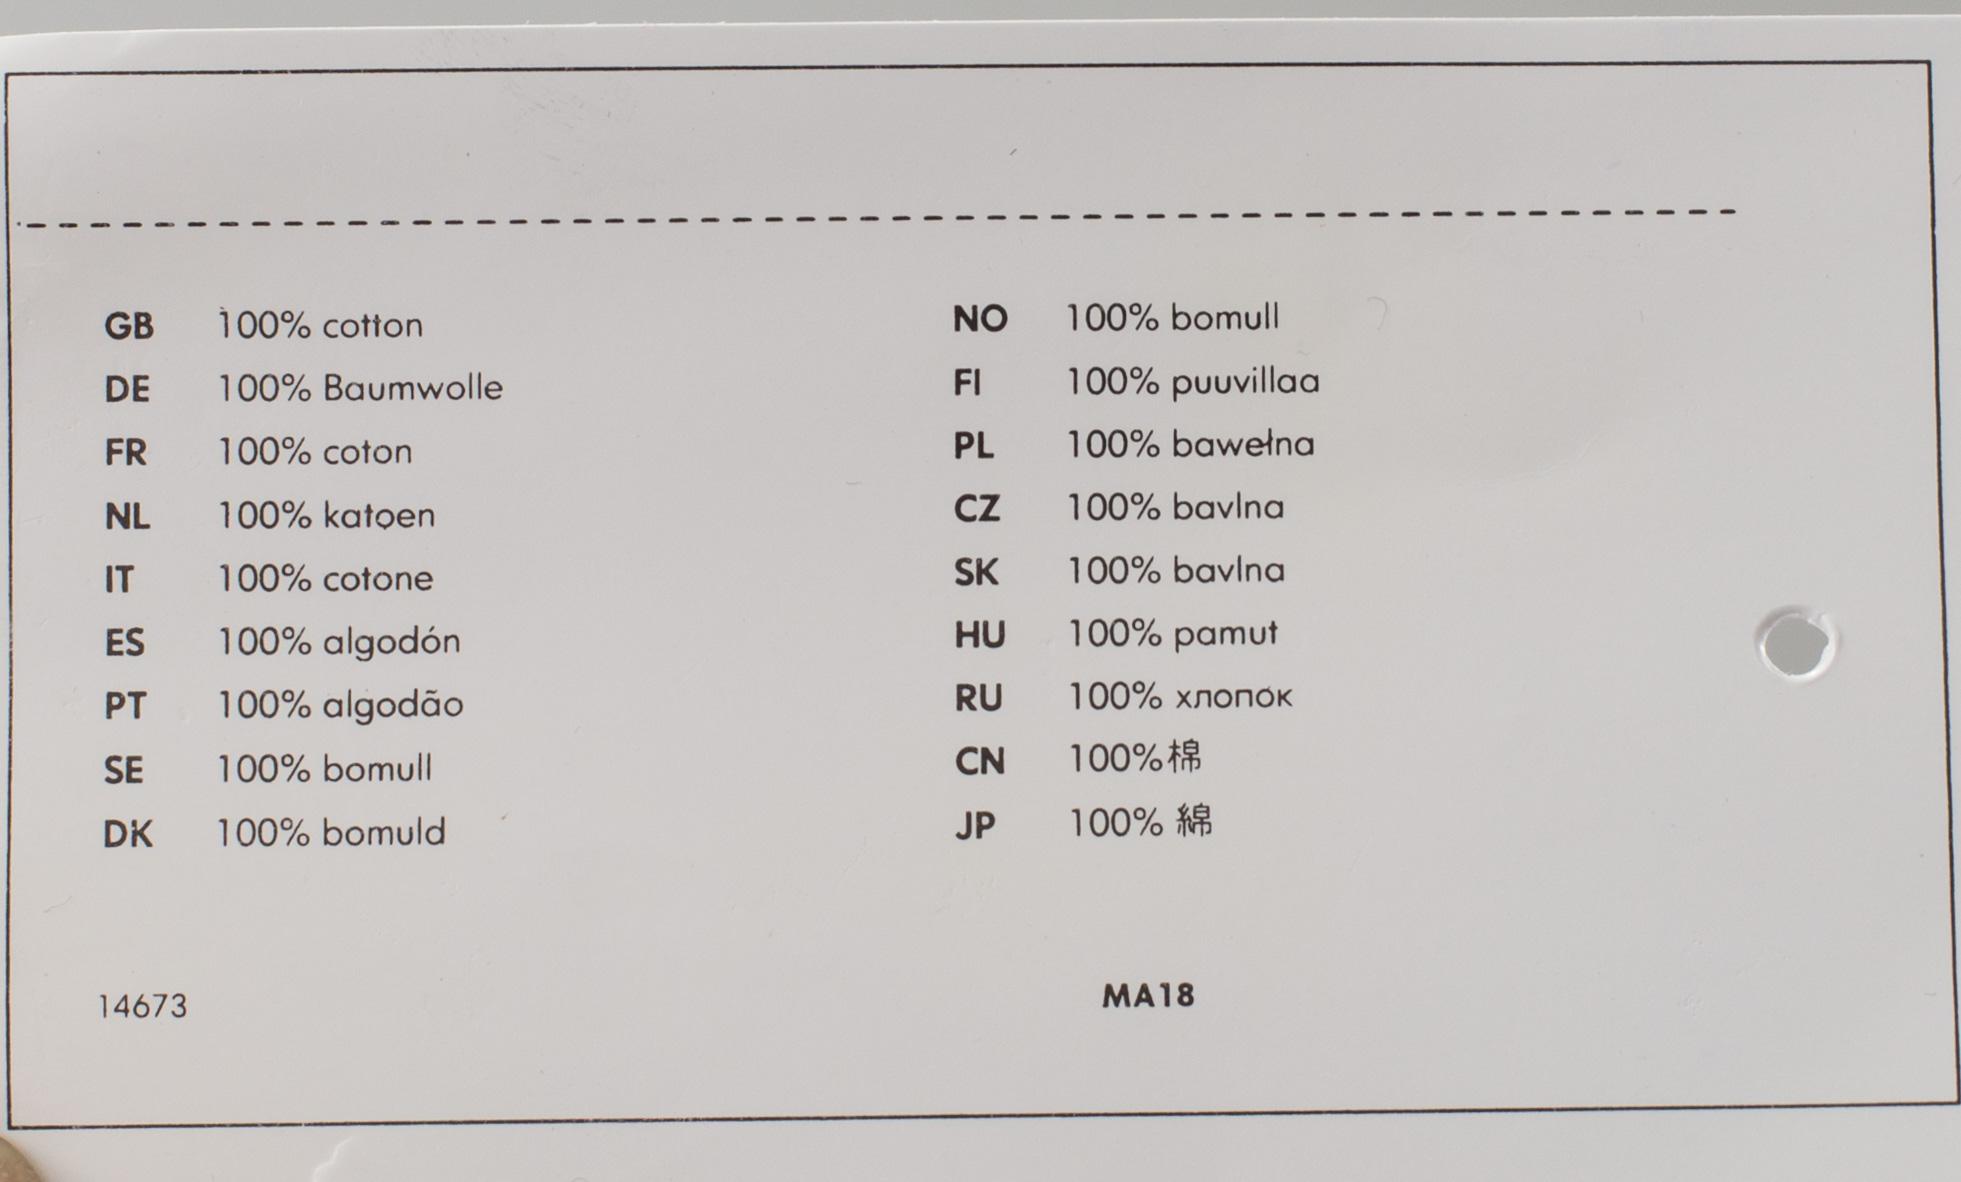 GB 100% cotton
DE 100% Baumwolle
FR 100% coton
NL 100% katoen
IT 100% cotone
ES 100% algodón
PT 100% algodão
SE 100% bomull
DK 100% bomuld
NO 100% bomull
FI 100% puuvillaa
PL 100% bawełna
CZ 100% bavlna
SK 100% bavlna
HU 100% pamut
RU 100% хлопок
CN 100%棉
JP 100% 綿
14673
MA18